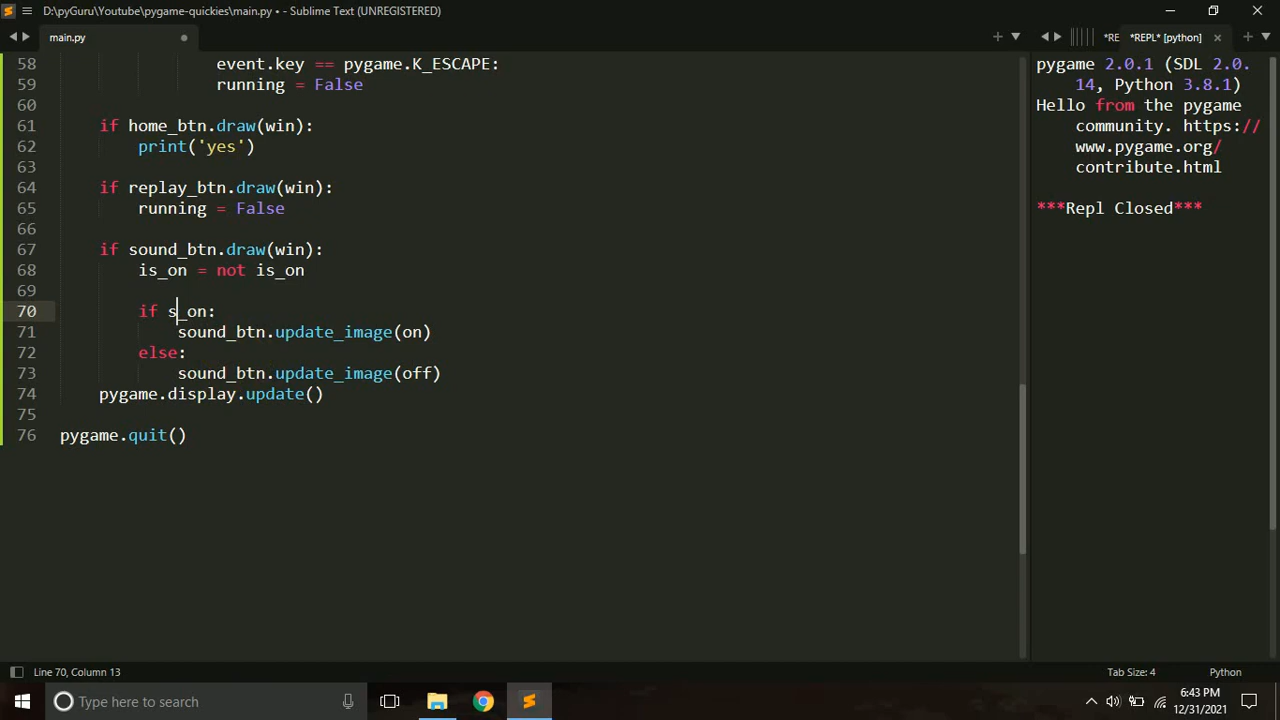 D:\pyGuru\Youtube\pygame-quickies\main.py • - Sublime Text (UNREGISTERED)
main.py
*RE
*REPL* [python]
58 event.key == pygame.K_ESCAPE:
59 running = False
60
61 if home_btn.draw(win):
62 print('yes')
63
64 if replay_btn.draw(win):
65 running = False
66
67 if sound_btn.draw(win):
68 is_on = not is_on
69
70 if s_on:
71 sound_btn.update_image(on)
72 else:
73 sound_btn.update_image(off)
74 pygame.display.update()
75
76 pygame.quit()
pygame 2.0.1 (SDL 2.0.
14, Python 3.8.1)
Hello from the pygame
community. https://
www.pygame.org/
contribute.html
***Repl Closed***
Line 70, Column 13
Tab Size: 4
Python
Type here to search
6:43 PM
12/31/2021